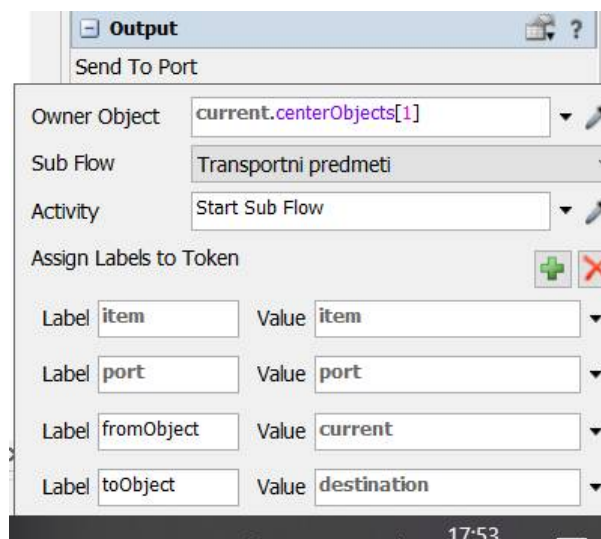 Output ?
Send To Port
Owner Object current.centerObjects[1]
Sub Flow Transportni predmeti
Activity Start Sub Flow
Assign Labels to Token
Label item Value item
Label port Value port
Label fromObject Value current
Label toObject Value destination
17:53